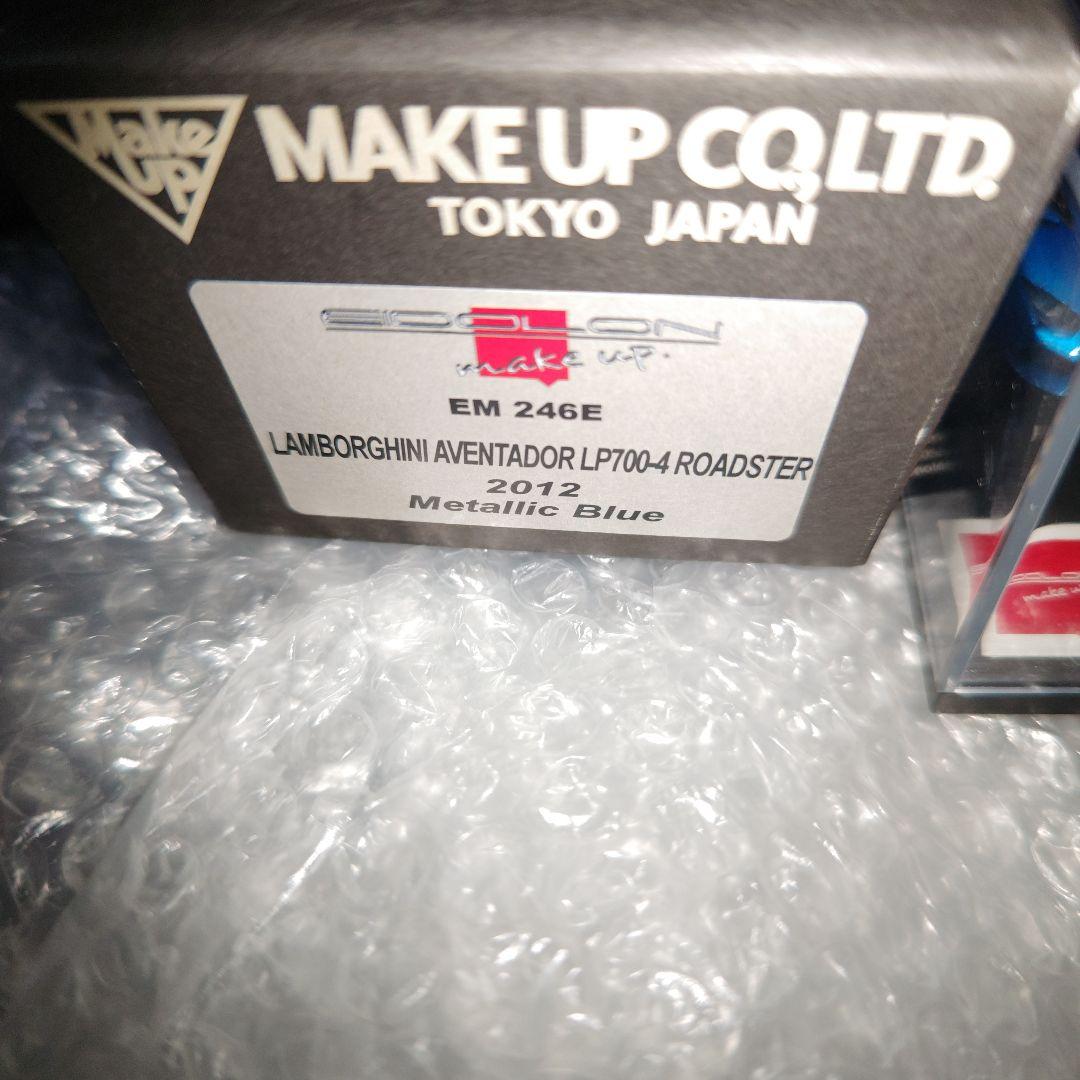 Make
UP
MAKE UP CO.,LTD.
TOKYO JAPAN
EIDOLON
make up.
EM 246E
LAMBORGHINI AVENTADOR LP700-4 ROADSTER
2012
Metallic Blue
make u